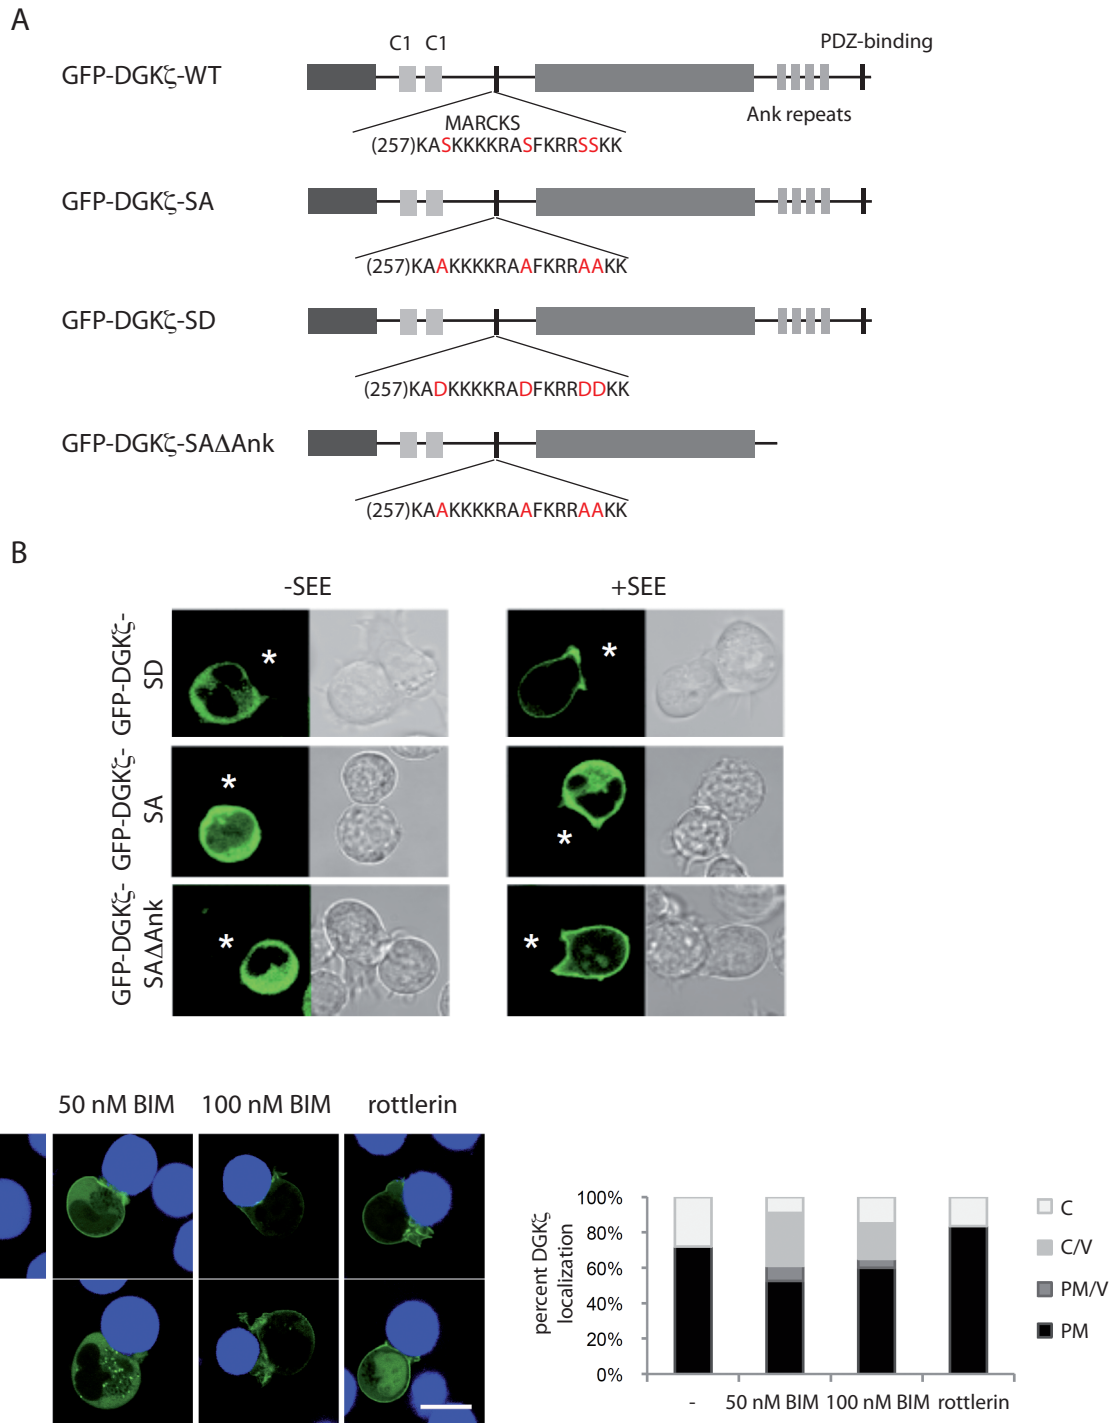 A
C1 C1
PDZ-binding
GFP-DGKζ-WT
Ank repeats
MARCKS
(257)KASKKKKRASFKRRSSKK
GFP-DGKζ-SA
(257)KAAKKKKRAAFKRRAAKK
GFP-DGKζ-SD
(257)KADKKKKRADFKRRDDKK
GFP-DGKζ-SAΔAnk
(257)KAAKKKKRAAFKRRAAKK
B
-SEE +SEE
GFP-DGKζ-
SD
* *
GFP-DGKζ-
SA
* *
GFP-DGKζ-
SAΔAnk
* *
50 nM BIM 100 nM BIM rottlerin
percent DGKζ
localization
100%
80%
60%
40%
20%
0%
- 50 nM BIM 100 nM BIM rottlerin
C
C/V
PM/V
PM